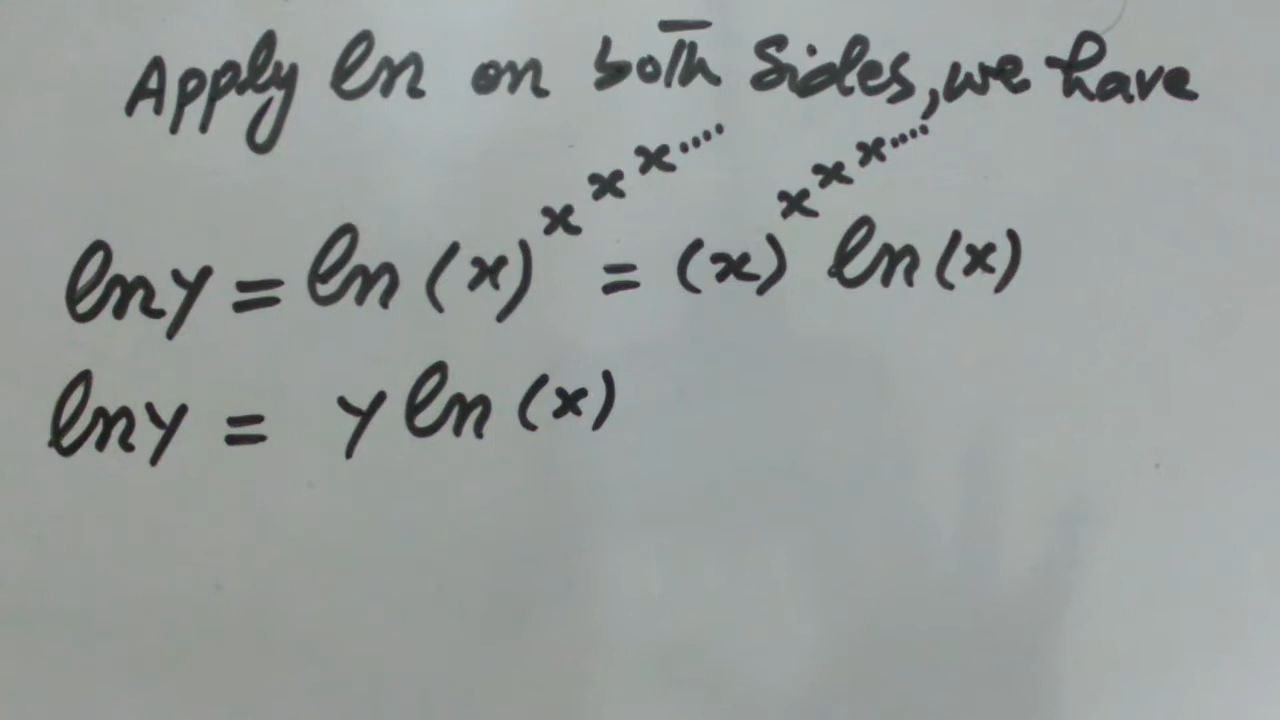 Apply ln on both sides, we have
ln y = ln (x)^x^x^x.... = (x)^x^x^x.... ln (x)
ln y = y ln (x)